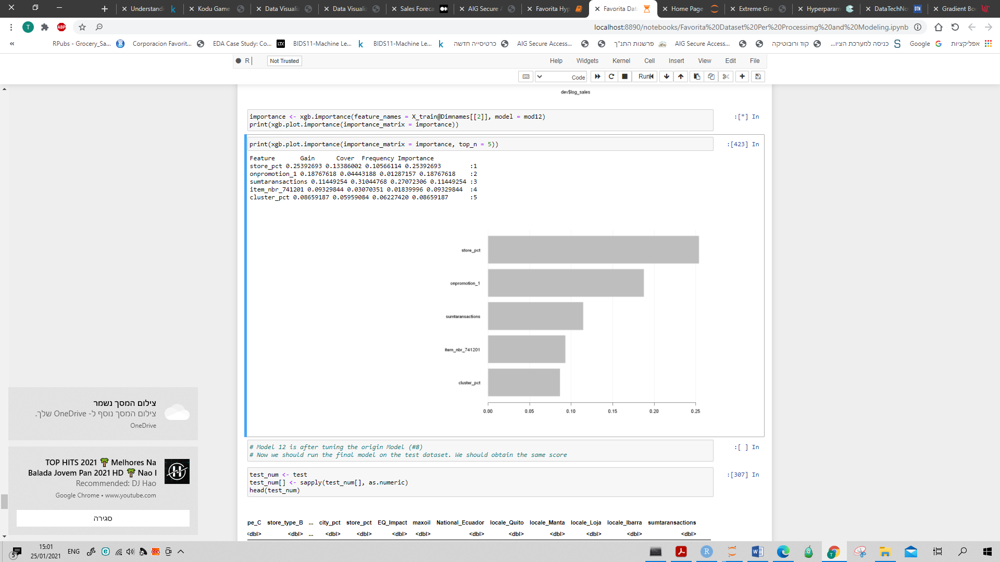 Understandi
Kodu Game
Data Visualiz
Data Visualiz
Sales Foreca
AIG Secure A
Favorita Hyp
Favorita Dat
Home Page
Extreme Gra
Hyperparam
DataTechNo
DTN
Gradient Bo
T
ABP
localhost:8890/notebooks/Favorita%20Dataset%20Per%20Processimg%20and%20Modeling.ipynb
«
RPubs - Grocery_Sa...
Corporacion Favorit...
EDA Case Study: Co...
LTX
BIDS11-Machine Le...
BIDS11-Machine Le...
כרטיסייה חדשה
AIG Secure Access...
פרשנות התנ"ך
AIG Secure Access...
קוד ורובוטיקה
כניסה למערכת הציו...
Google
אפליקציות
R
Not Trusted
Help
Widgets
Kernel
Cell
Insert
View
Edit
File
Code
Run
dev$log_sales
importance <- xgb.importance(feature_names = X_train@Dimnames[[2]], model = mod12)
print(xgb.plot.importance(importance_matrix = importance))
:[*] In
print(xgb.plot.importance(importance_matrix = importance, top_n = 5))
:[423] In
Feature Gain Cover Frequency Importance
store_pct 0.25392693 0.13386002 0.10566114 0.25392693 :1
onpromotion_1 0.18767618 0.04443188 0.01287157 0.18767618 :2
sumtaransactions 0.11449254 0.31044768 0.27072306 0.11449254 :3
item_nbr_741201 0.09329844 0.03070351 0.01839996 0.09329844 :4
cluster_pct 0.08659187 0.05959084 0.06227420 0.08659187 :5
store_pct
onpromotion_1
sumtaransactions
item_nbr_741201
cluster_pct
0.00 0.05 0.10 0.15 0.20 0.25
# Model 12 is after tuning the origin Model (#8)
# Now we should run the final model on the test dataset. We should obtain the same score
:[ ] In
test_num <- test
test_num[] <- sapply(test_num[], as.numeric)
head(test_num)
:[307] In
pe_C store_type_B ... city_pct store_pct EQ_Impact maxoil National_Ecuador locale_Quito locale_Manta locale_Loja locale_Ibarra sumtaransactions
<dbl> <dbl> ... <dbl> <dbl> <dbl> <dbl> <dbl> <dbl> <dbl> <dbl> <dbl> <dbl>
צילום המסך נשמר
צילום המסך נוסף ל- OneDrive שלך.
OneDrive
TOP HITS 2021 🌴 Melhores Na
Balada Jovem Pan 2021 HD 🌴 Nao I
Recommended: DJ Hao
Google Chrome • www.youtube.com
סגירה
5
15:01
25/01/2021
ENG